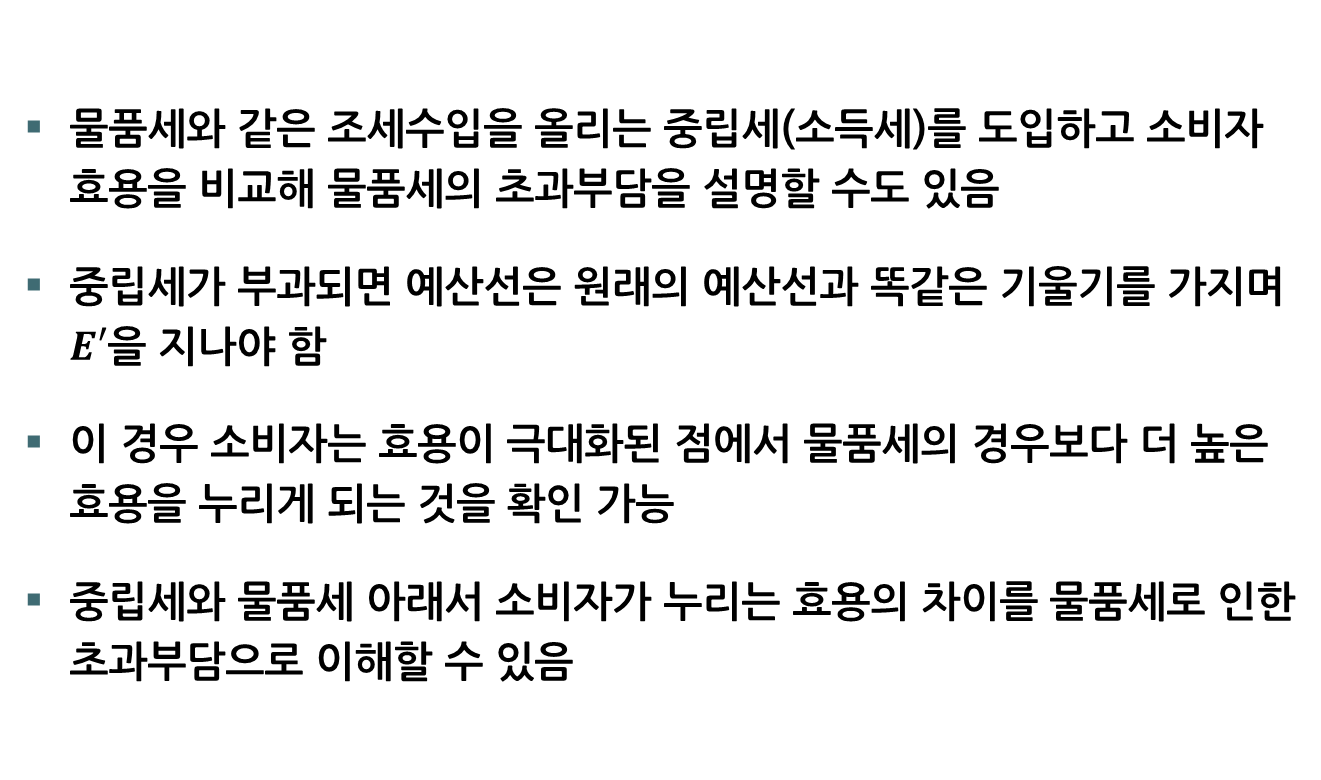 ▪ 물품세와 같은 조세수입을 올리는 중립세(소득세)를 도입하고 소비자
효용을 비교해 물품세의 초과부담을 설명할 수도 있음
▪ 중립세가 부과되면 예산선은 원래의 예산선과 똑같은 기울기를 가지며
E′을 지나야 함
▪ 이 경우 소비자는 효용이 극대화된 점에서 물품세의 경우보다 더 높은
효용을 누리게 되는 것을 확인 가능
▪ 중립세와 물품세 아래서 소비자가 누리는 효용의 차이를 물품세로 인한
초과부담으로 이해할 수 있음